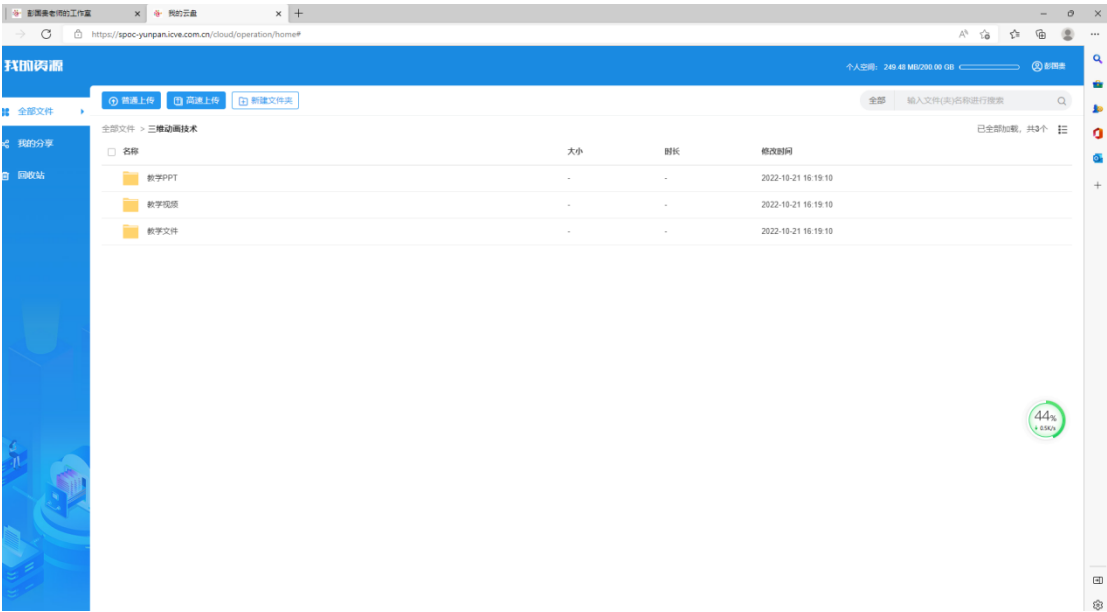 彭国责老师的工作室
我的云盘
https://spoc-yunpan.icve.com.cn/cloud/operation/home#
我的资源
个人空间: 249.48 MB/200.00 GB
全部文件
我的分享
回收站
普通上传
高速上传
新建文件夹
全部
输入文件(夹)名称进行搜索
全部文件 > 三维动画技术
已全部加载, 共3个
名称
大小
时长
修改时间
教学PPT
-
-
2022-10-21 16:19:10
教学视频
-
-
2022-10-21 16:19:10
教学文件
-
-
2022-10-21 16:19:10
44%
0.5K/s